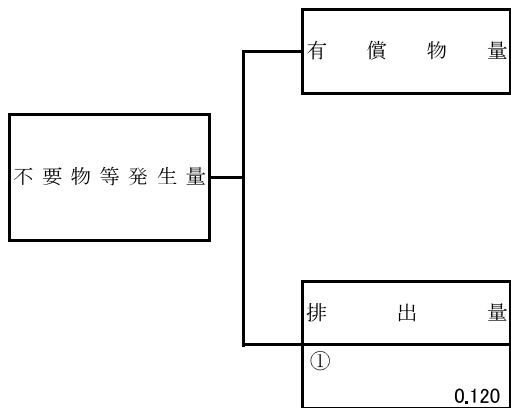 有償物量
不要物等発生量
排出量
①
0.120